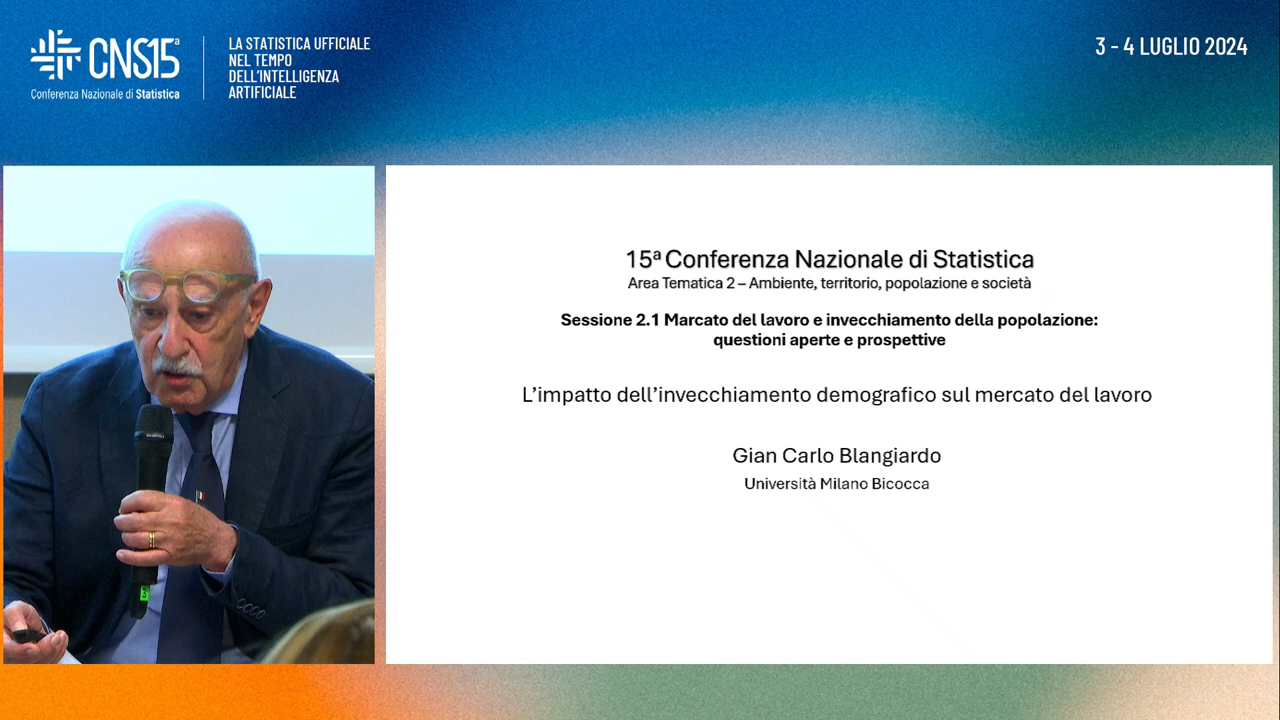 CNS15ª
Conferenza Nazionale di Statistica
LA STATISTICA UFFICIALE
NEL TEMPO
DELL'INTELLIGENZA
ARTIFICIALE
3 - 4 LUGLIO 2024
15ª Conferenza Nazionale di Statistica
Area Tematica 2 – Ambiente, territorio, popolazione e società
Sessione 2.1 Marcato del lavoro e invecchiamento della popolazione:
questioni aperte e prospettive
L'impatto dell'invecchiamento demografico sul mercato del lavoro
Gian Carlo Blangiardo
Università Milano Bicocca
3